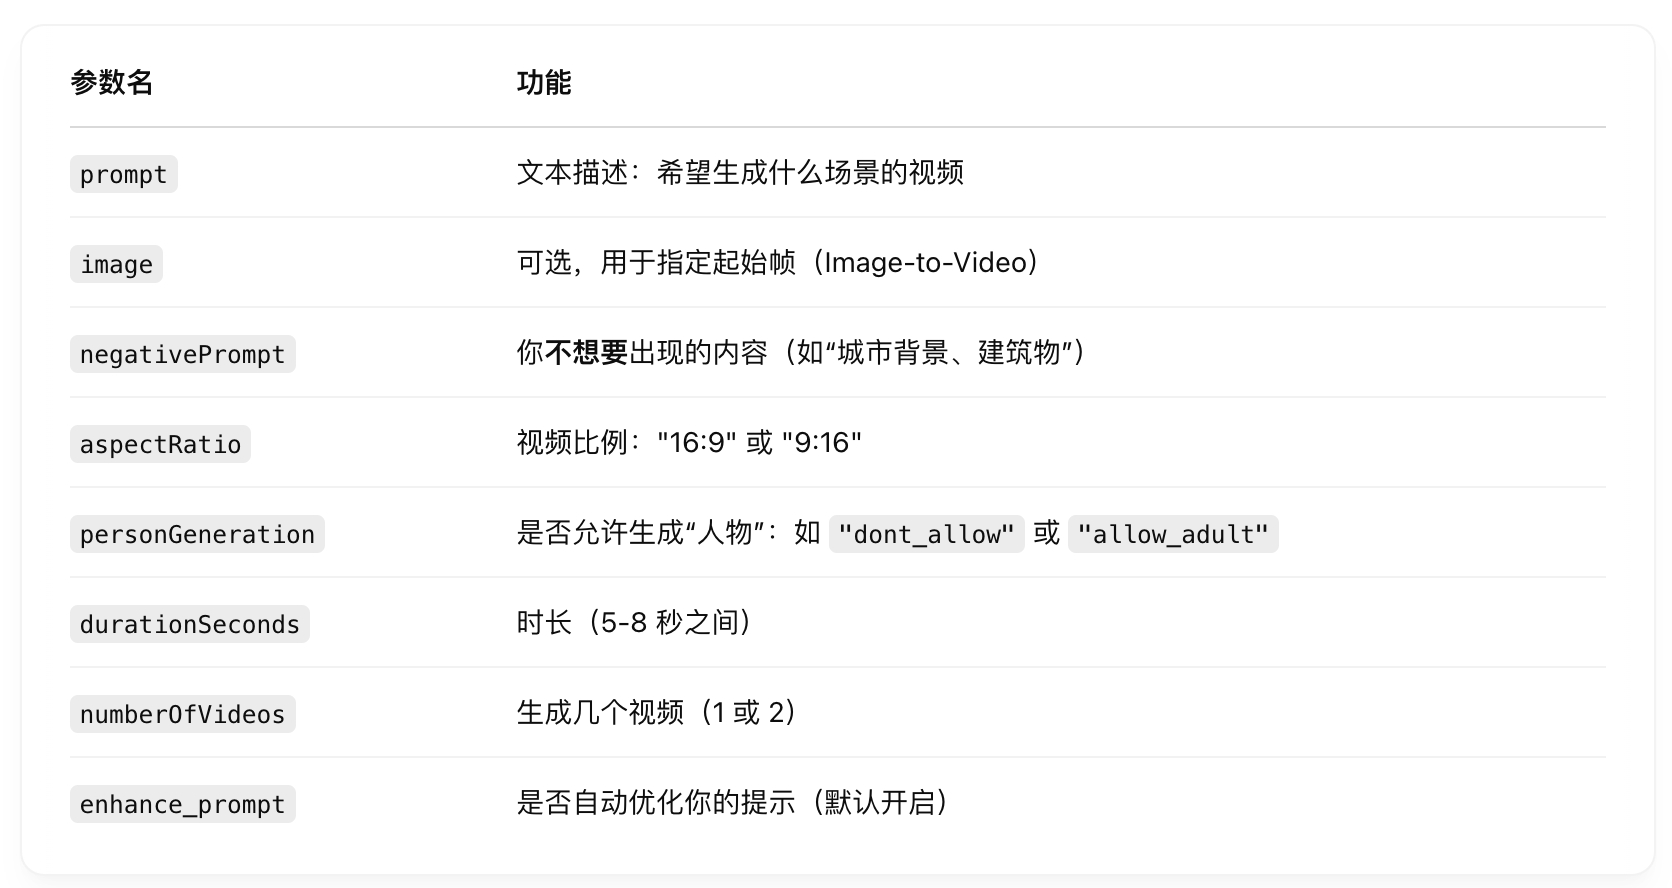 参数名 功能
prompt 文本描述：希望生成什么场景的视频
image 可选，用于指定起始帧（Image-to-Video）
negativePrompt 你不想要出现的内容（如“城市背景、建筑物”）
aspectRatio 视频比例："16:9" 或 "9:16"
personGeneration 是否允许生成“人物”：如 "dont_allow" 或 "allow_adult"
durationSeconds 时长（5-8 秒之间）
numberOfVideos 生成几个视频（1 或 2）
enhance_prompt 是否自动优化你的提示（默认开启）